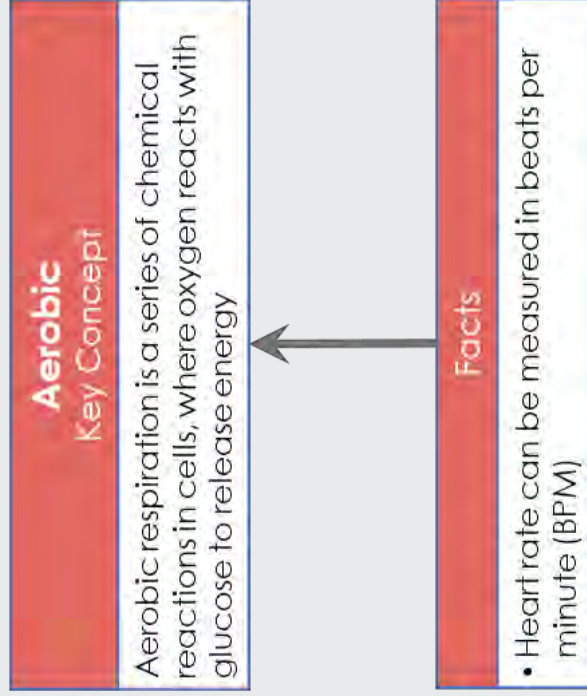 Aerobic
Key Concept
Aerobic respiration is a series of chemical
reactions in cells, where oxygen reacts with
glucose to release energy
Facts
• Heart rate can be measured in beats per
minute (BPM)